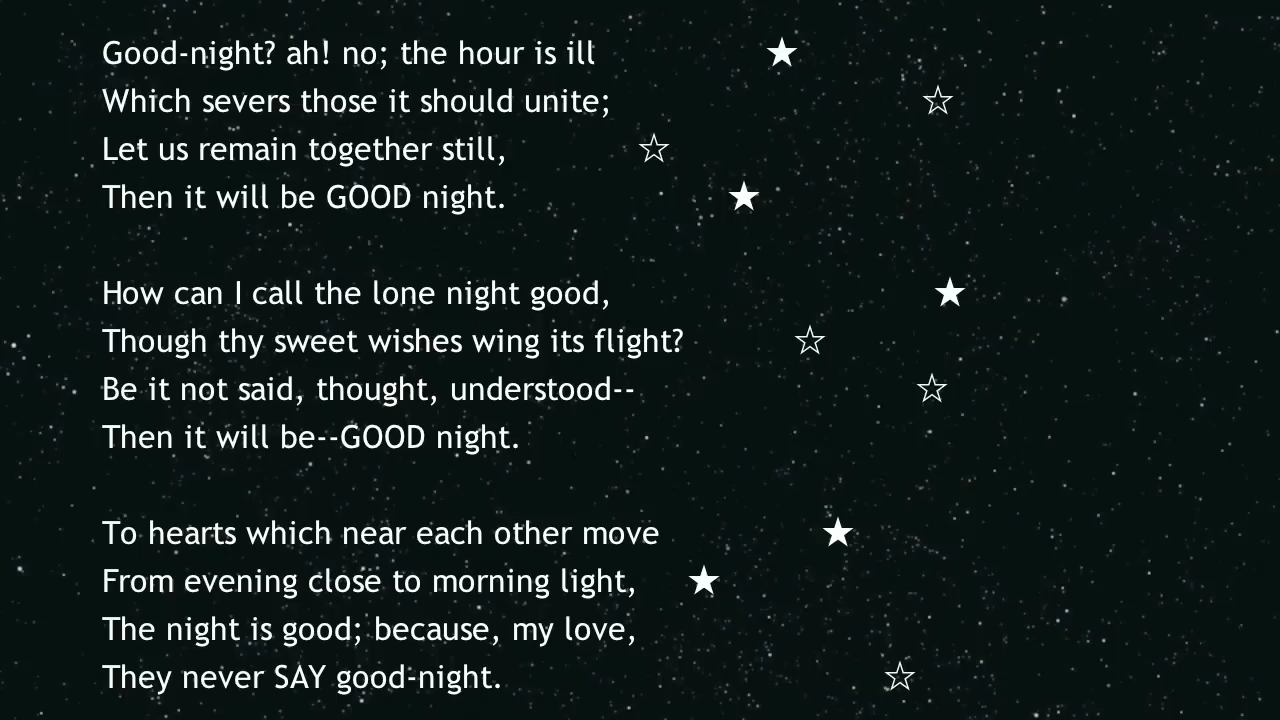 Good-night? ah! no; the hour is ill ★
Which severs those it should unite; ☆
Let us remain together still, ☆
Then it will be GOOD night. ★

How can I call the lone night good, ★
Though thy sweet wishes wing its flight? ☆
Be it not said, thought, understood-- ☆
Then it will be--GOOD night.

To hearts which near each other move ★
From evening close to morning light, ★
The night is good; because, my love,
They never SAY good-night. ☆